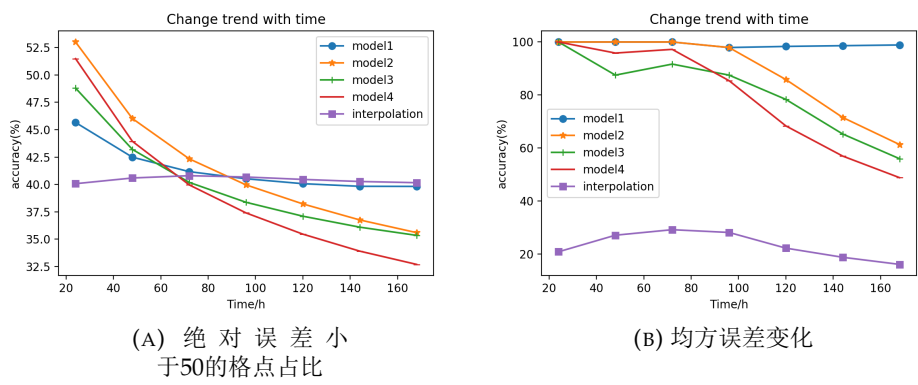 Change trend with time
52.5
50.0
47.5
45.0
42.5
40.0
37.5
35.0
32.5
accuracy(%)
model1
model2
model3
model4
interpolation
20 40 60 80 100 120 140 160
Time/h
(A) 绝 对 误 差 小
于50的格点占比
Change trend with time
100
80
60
40
20
accuracy(%)
model1
model2
model3
model4
interpolation
20 40 60 80 100 120 140 160
Time/h
(B) 均方误差变化